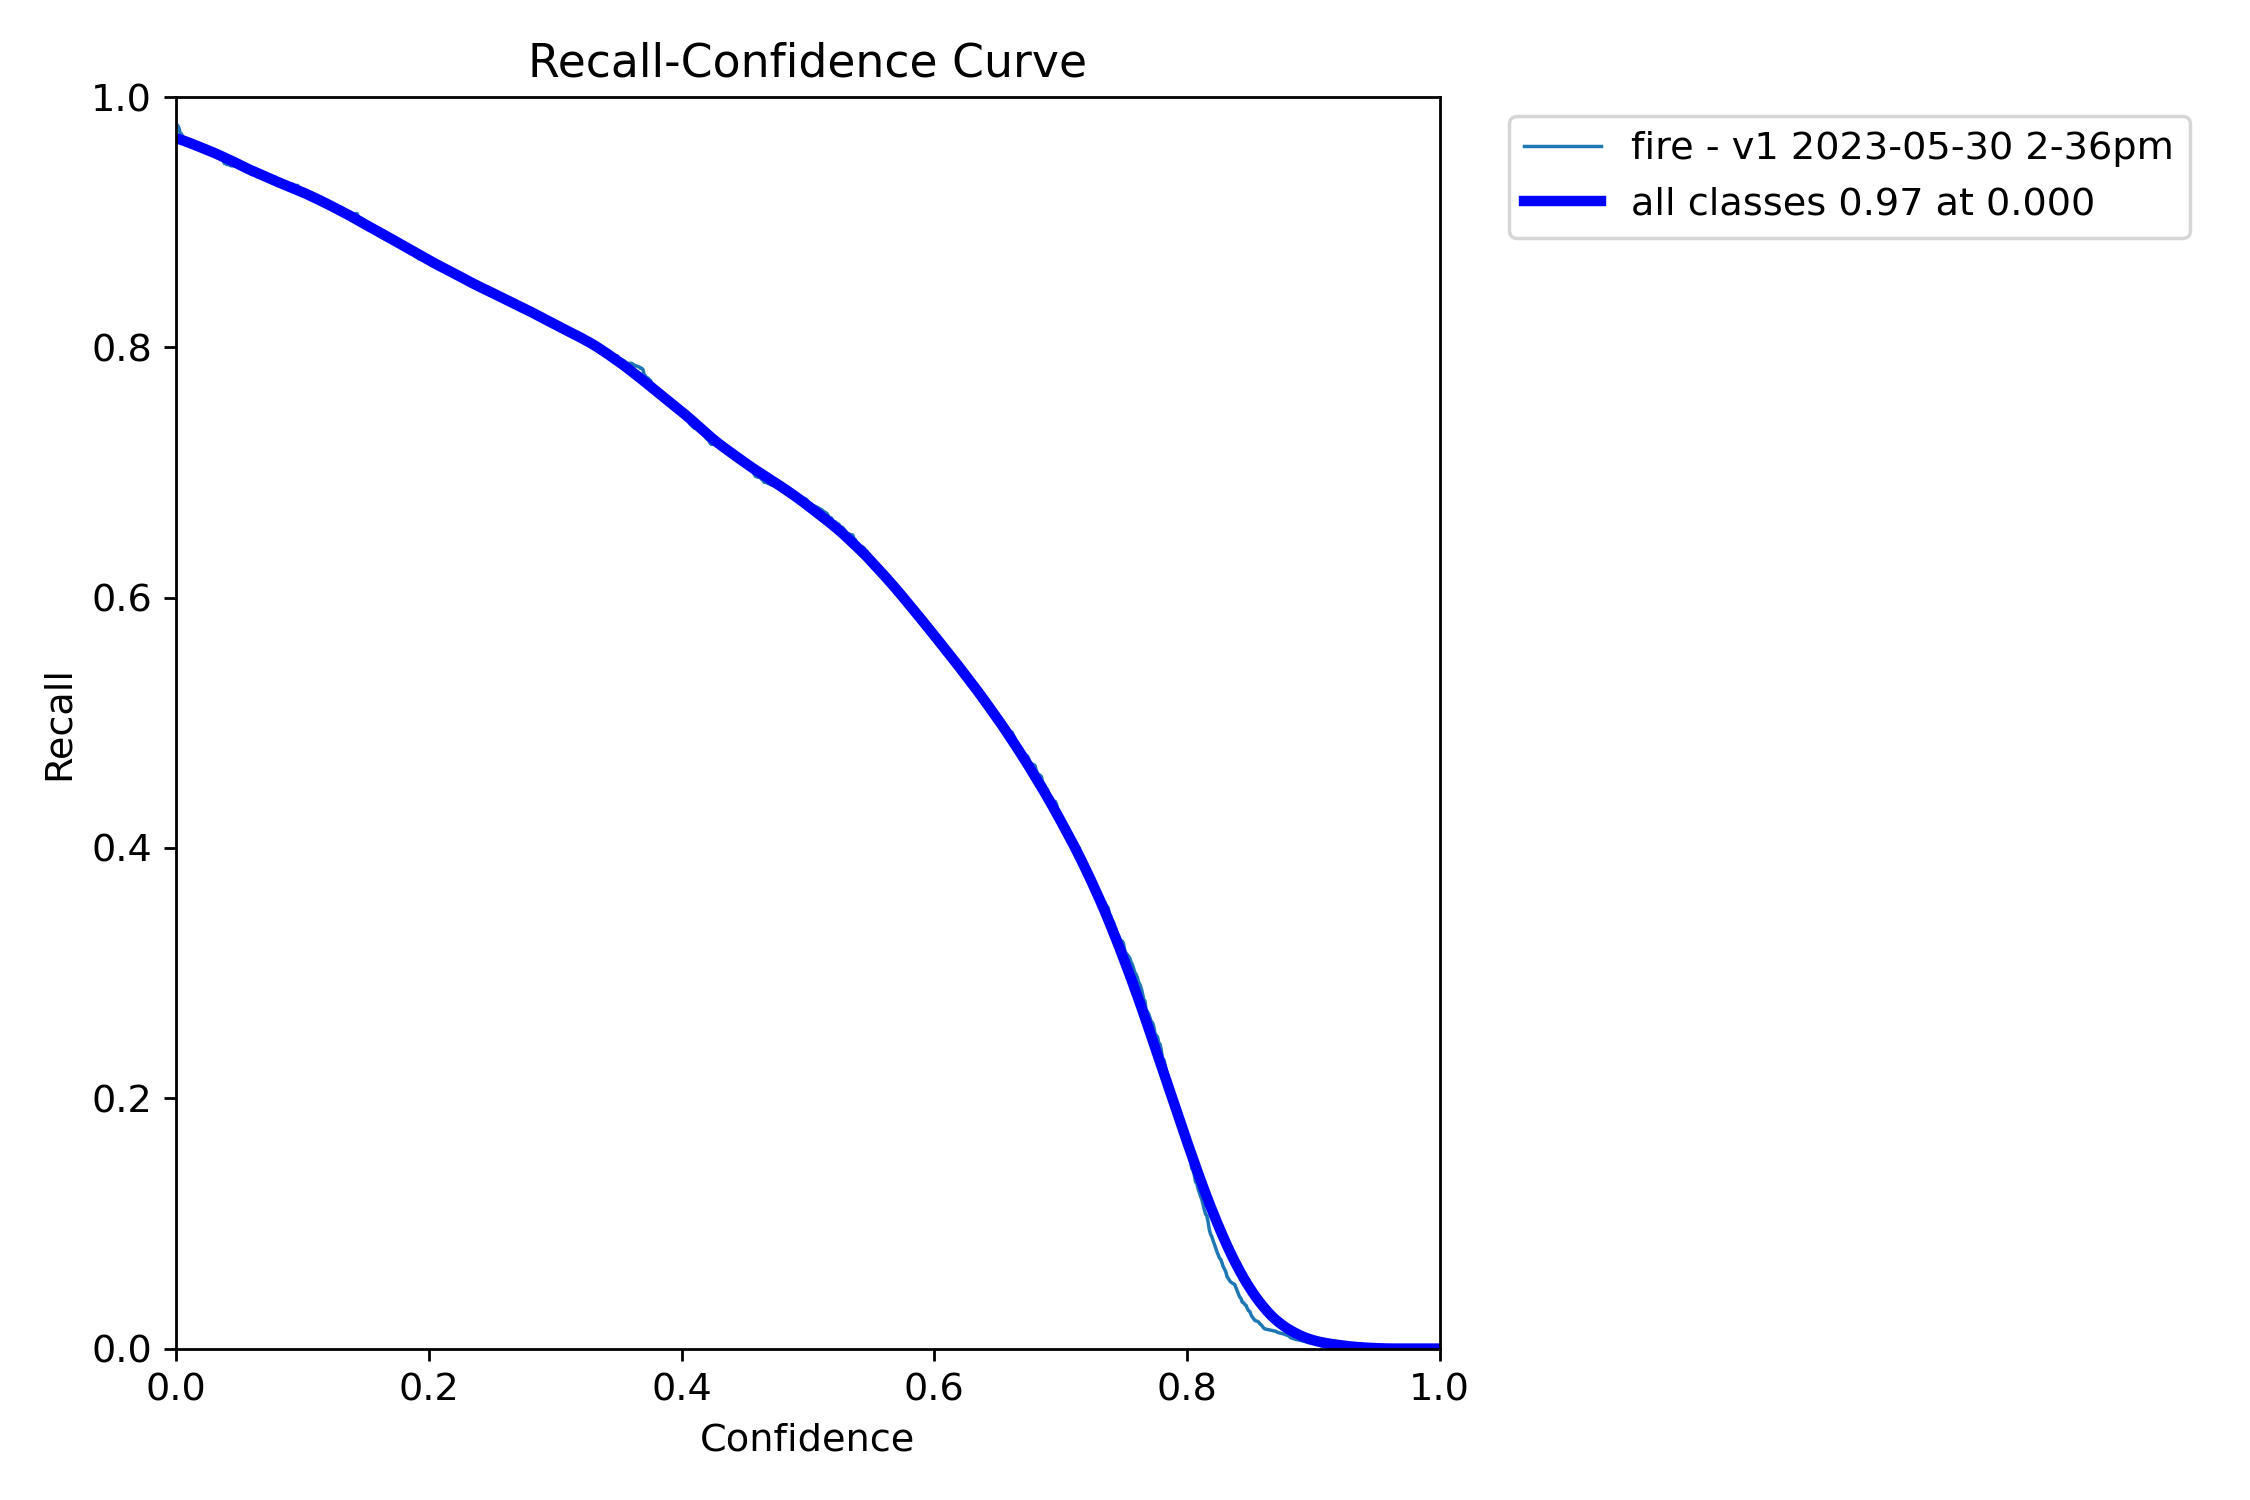 Recall-Confidence Curve
fire - v1 2023-05-30 2-36pm
all classes 0.97 at 0.000
1.0
0.8
0.6
0.4
0.2
0.0
Recall
0.0 0.2 0.4 0.6 0.8 1.0
Confidence